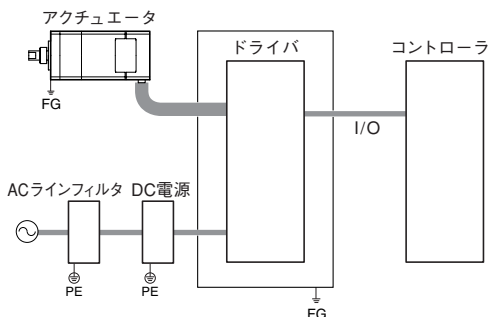 アクチュエータ
ドライバ
コントローラ
FG
I/O
ACラインフィルタ
DC電源
PE
PE
FG